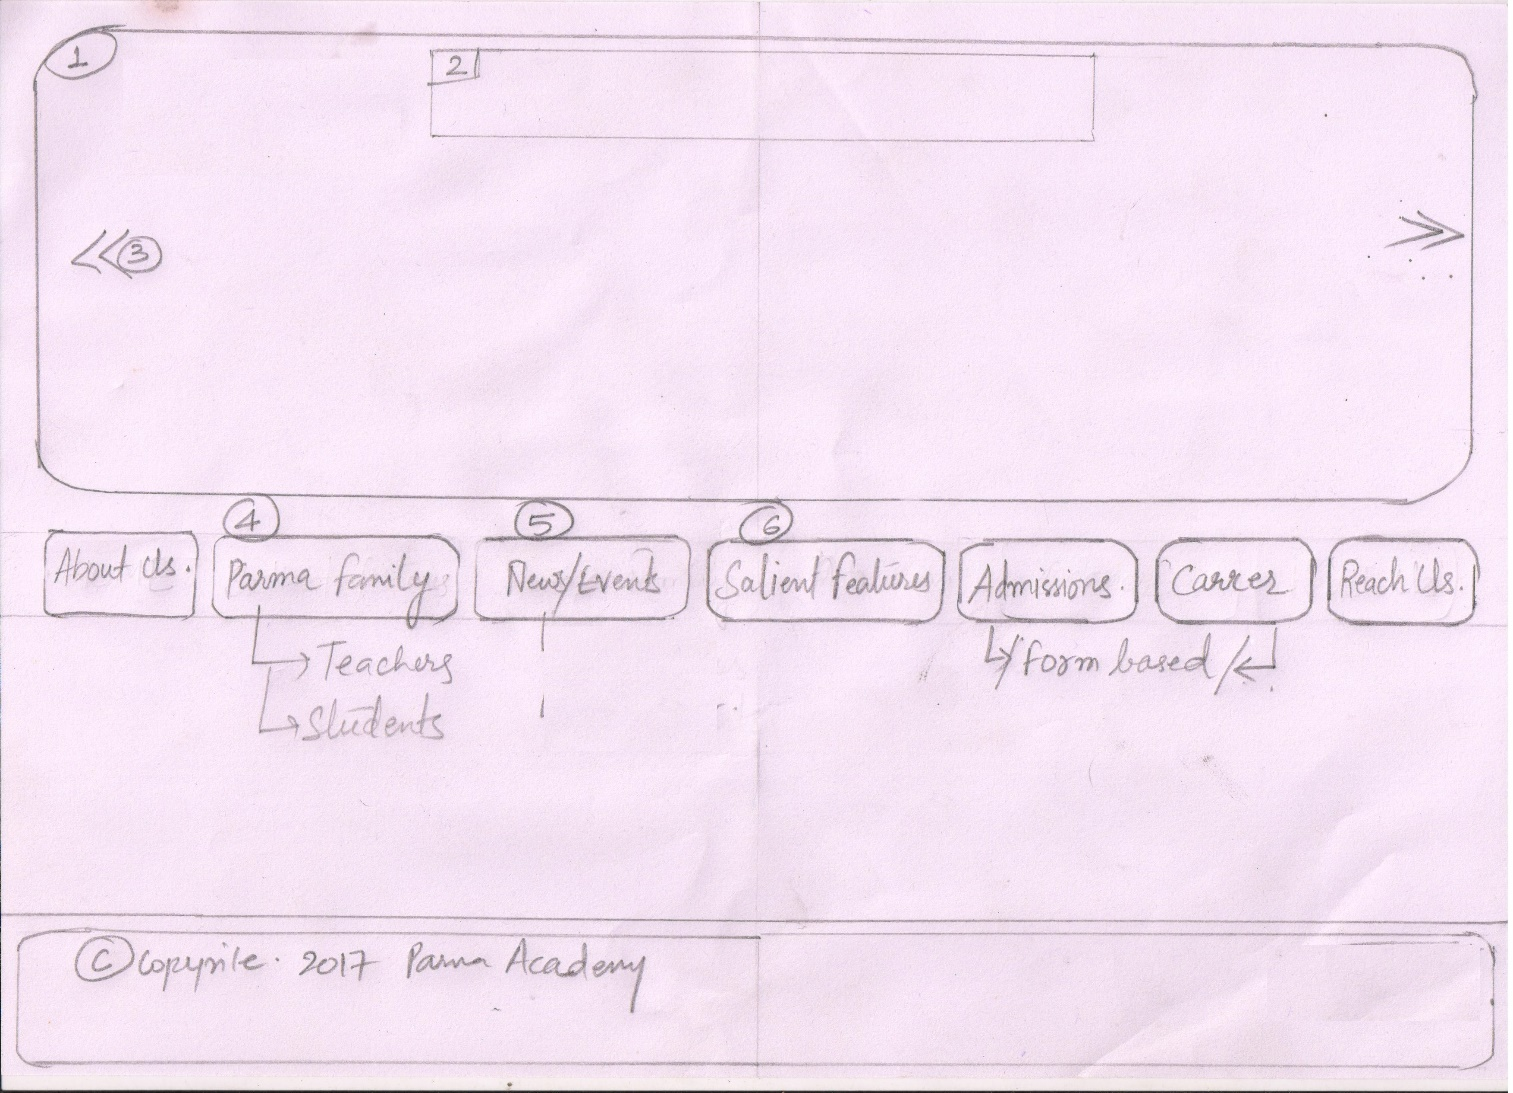 1
2
<< 3 >>
4 5 6
About Us. Parma family News/Events Salient features Admissions. Carrer Reach Us.
→ Teachers form based
→ Students
© Copyrite. 2017 Parma Academy